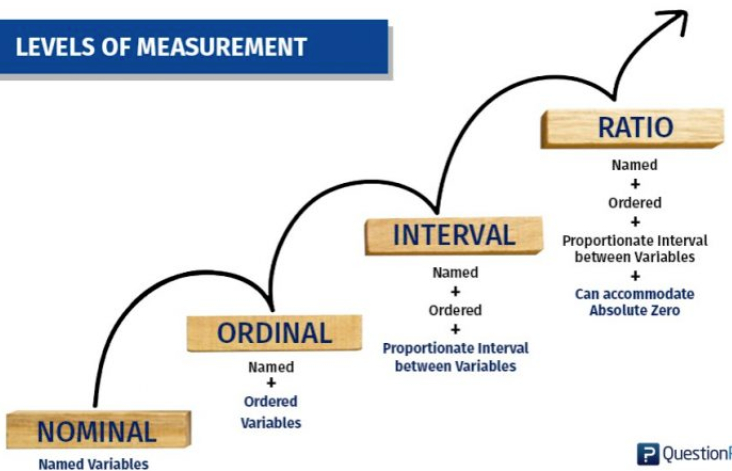 LEVELS OF MEASUREMENT
RATIO
Named
+
Ordered
+
Proportionate Interval
between Variables
+
Can accommodate
Absolute Zero
INTERVAL
Named
+
Ordered
+
Proportionate Interval
between Variables
ORDINAL
Named
+
Ordered
Variables
NOMINAL
Named Variables
QuestionP